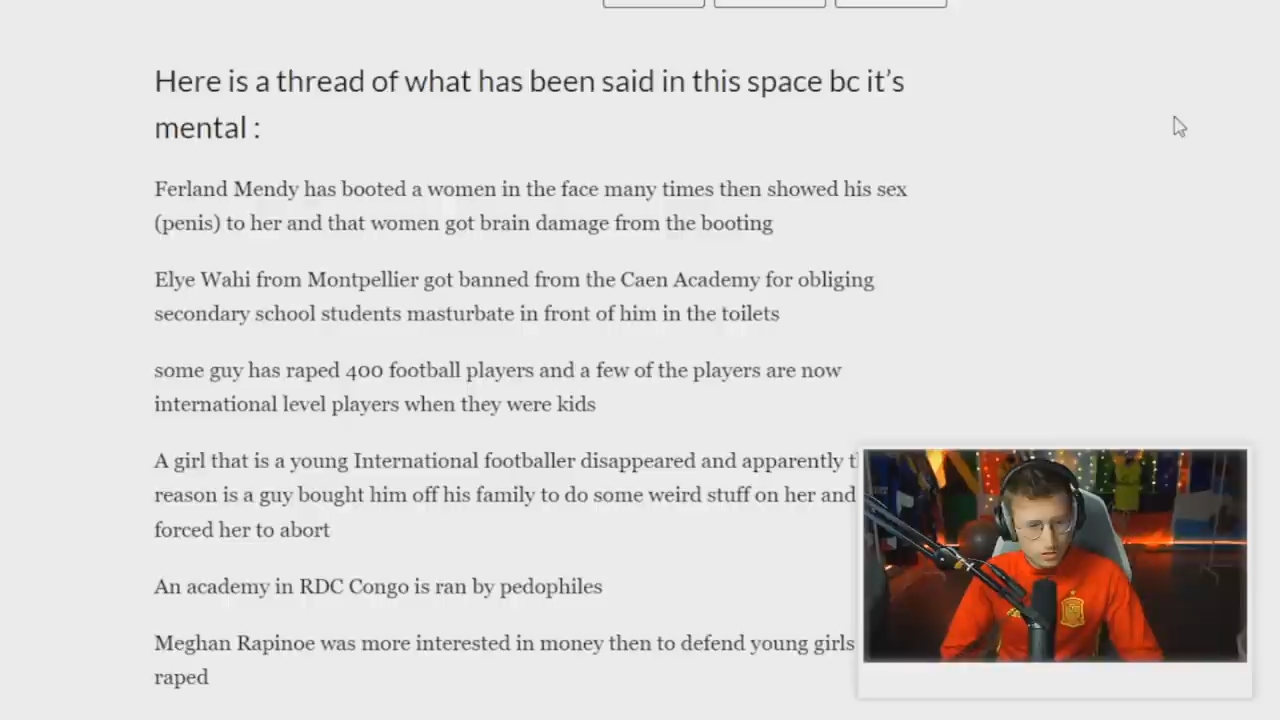 Here is a thread of what has been said in this space bc it's
mental :
Ferland Mendy has booted a women in the face many times then showed his sex
(penis) to her and that women got brain damage from the booting
Elye Wahi from Montpellier got banned from the Caen Academy for obliging
secondary school students masturbate in front of him in the toilets
some guy has raped 400 football players and a few of the players are now
international level players when they were kids
A girl that is a young International footballer disappeared and apparently
reason is a guy bought him off his family to do some weird stuff on her and
forced her to abort
An academy in RDC Congo is ran by pedophiles
Meghan Rapinoe was more interested in money then to defend young girls
raped